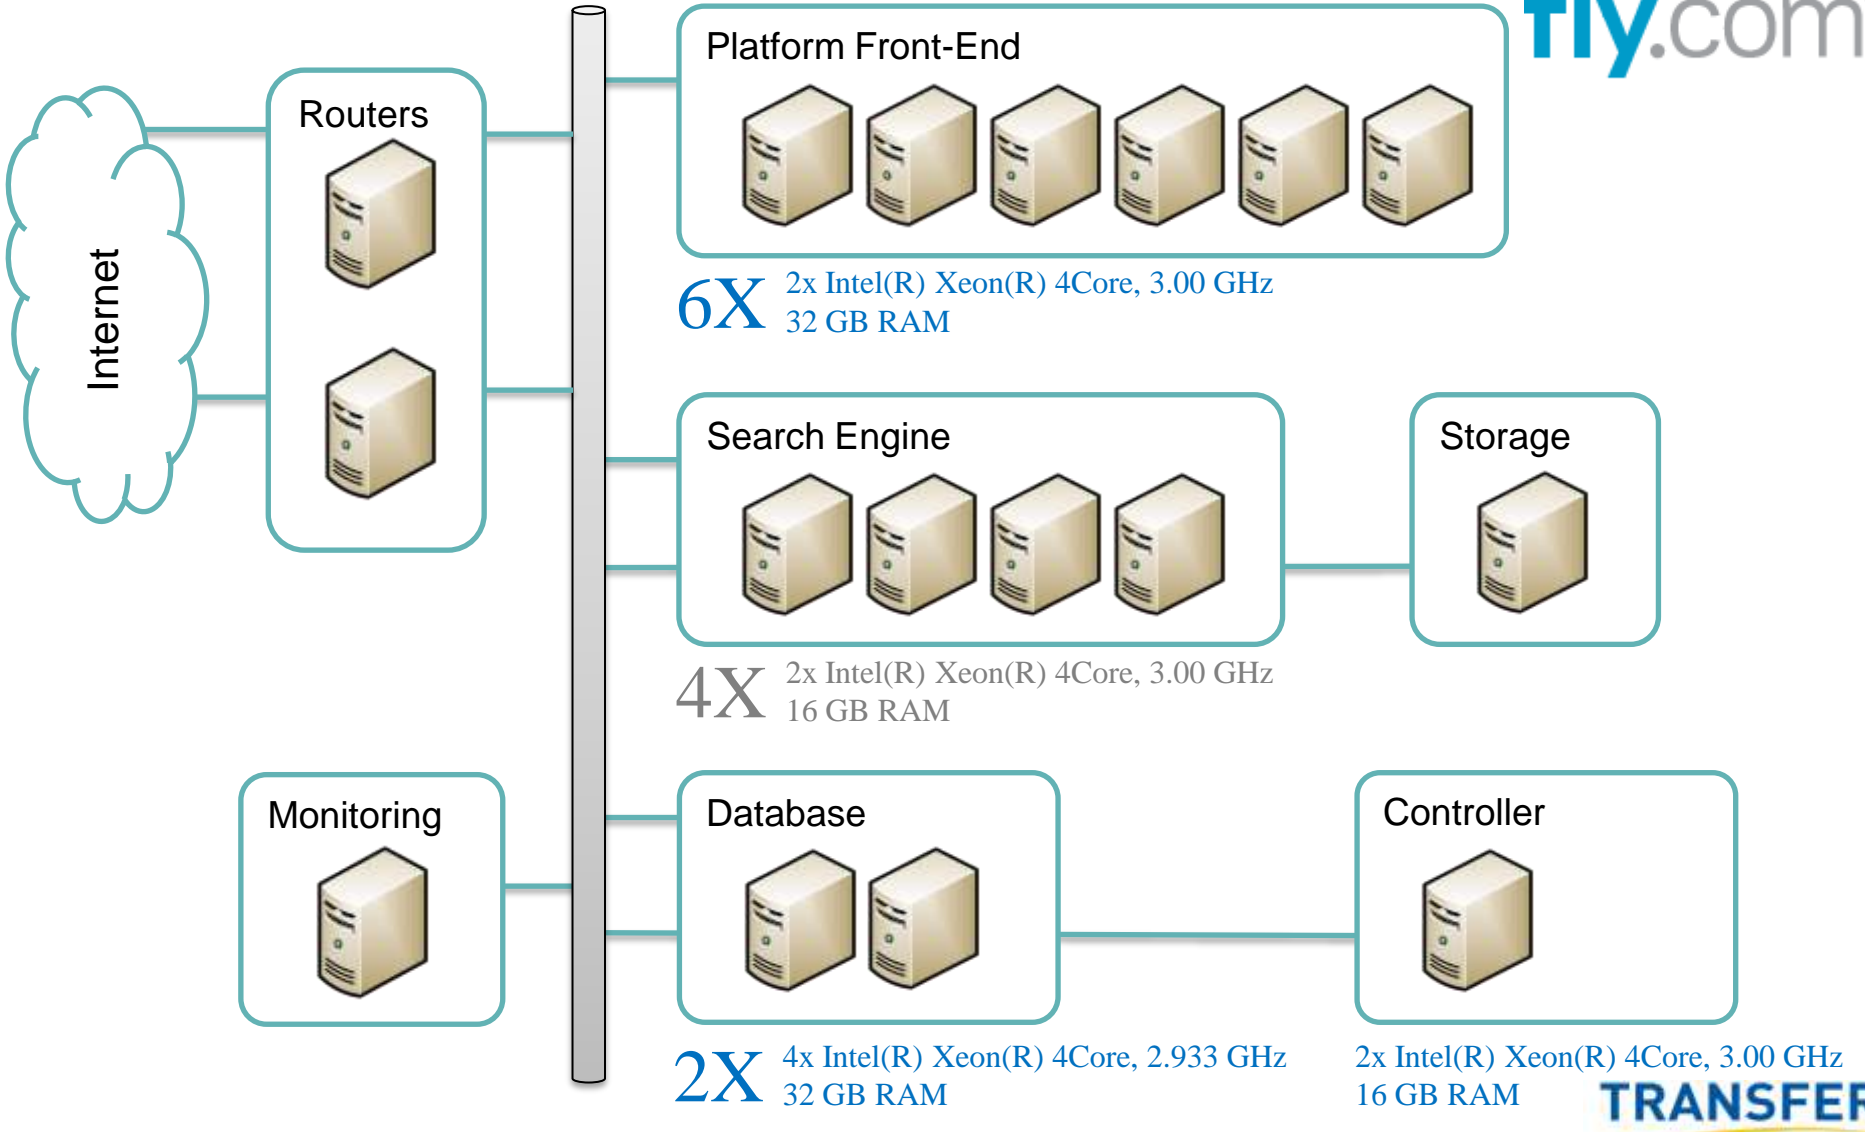 fly.com
Platform Front-End
Routers
Internet
6X
2x Intel(R) Xeon(R) 4Core, 3.00 GHz
32 GB RAM
Search Engine
Storage
4X
2x Intel(R) Xeon(R) 4Core, 3.00 GHz
16 GB RAM
Monitoring
Database
Controller
2X
4x Intel(R) Xeon(R) 4Core, 2.933 GHz
32 GB RAM
2x Intel(R) Xeon(R) 4Core, 3.00 GHz
16 GB RAM
TRANSFER